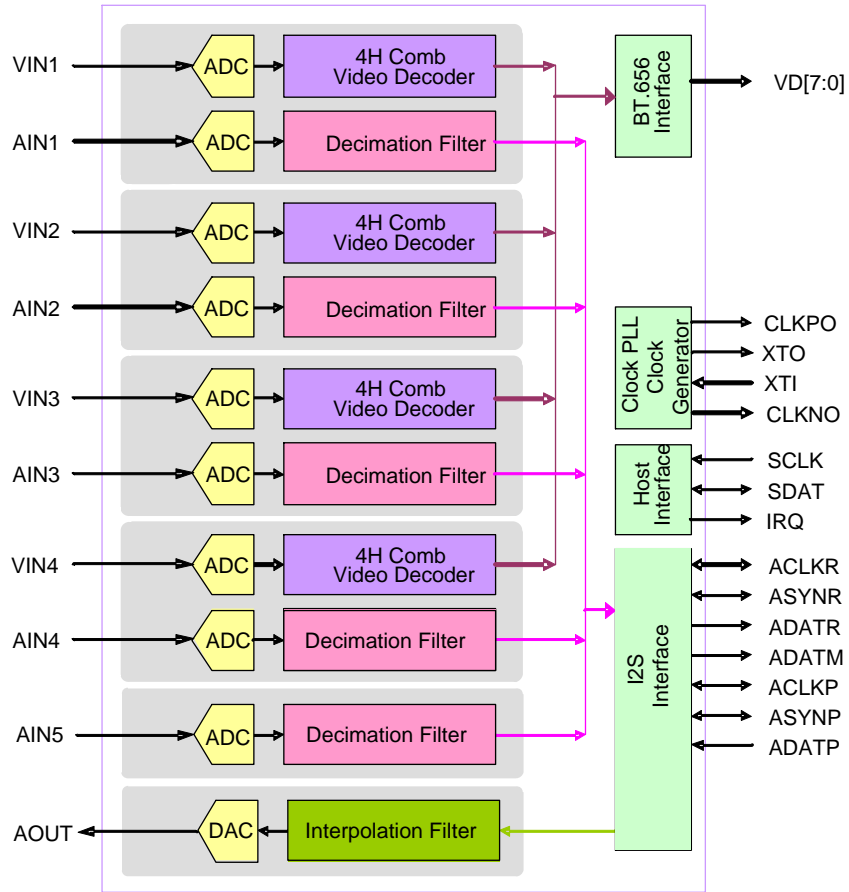 VIN1
ADC
4H Comb
Video Decoder
BT.656
Interface
VD[7:0]
AIN1
ADC
Decimation Filter
VIN2
ADC
4H Comb
Video Decoder
AIN2
ADC
Decimation Filter
Clock PLL
Clock
Generator
CLKPO
XTO
XTI
CLKNO
VIN3
ADC
4H Comb
Video Decoder
AIN3
ADC
Decimation Filter
Host
Interface
SCLK
SDAT
IRQ
VIN4
ADC
4H Comb
Video Decoder
AIN4
ADC
Decimation Filter
I2S
Interface
ACLKR
ASYNR
ADATR
ADATM
ACLKP
ASYNP
ADATP
AIN5
ADC
Decimation Filter
AOUT
DAC
Interpolation Filter